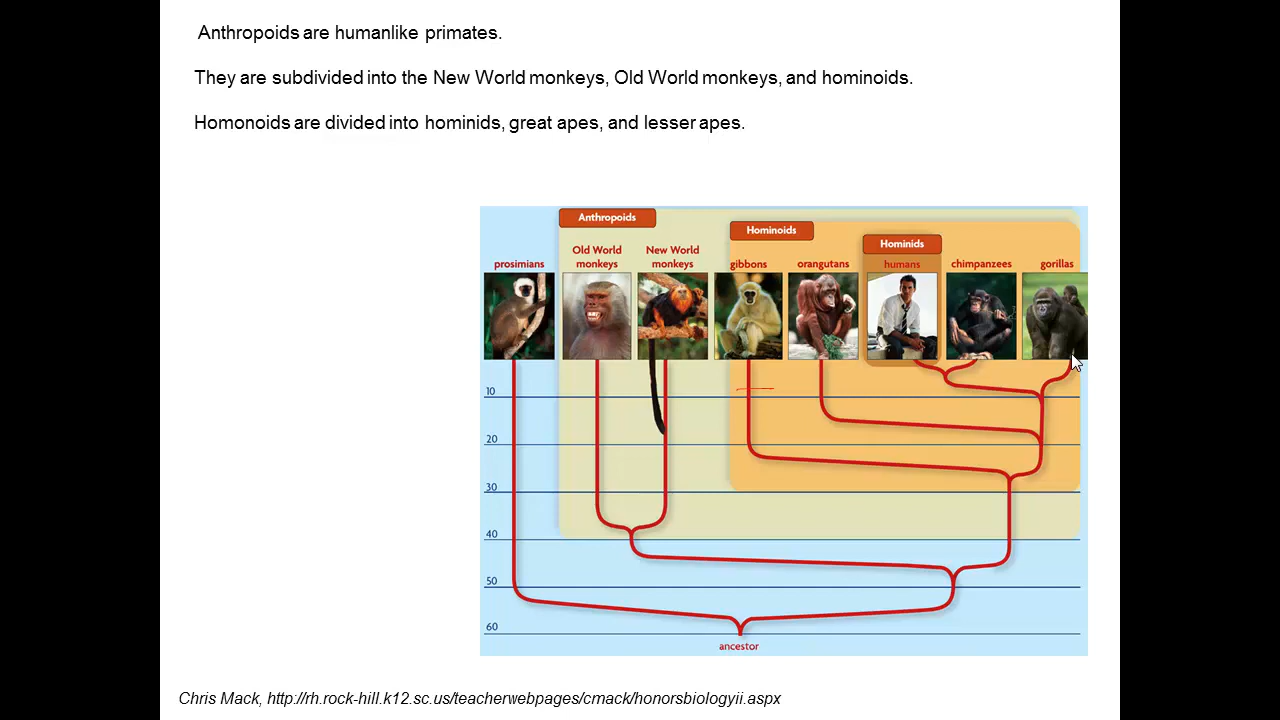 Anthropoids are humanlike primates.
They are subdivided into the New World monkeys, Old World monkeys, and hominoids.
Homonoids are divided into hominids, great apes, and lesser apes.
Anthropoids
Hominoids
Hominids
prosimians
Old World
monkeys
New World
monkeys
gibbons
orangutans
humans
chimpanzees
gorillas
10
20
30
40
50
60
ancestor
Chris Mack, http://rh.rock-hill.k12.sc.us/teacherwebpages/cmack/honorsbiologyii.aspx